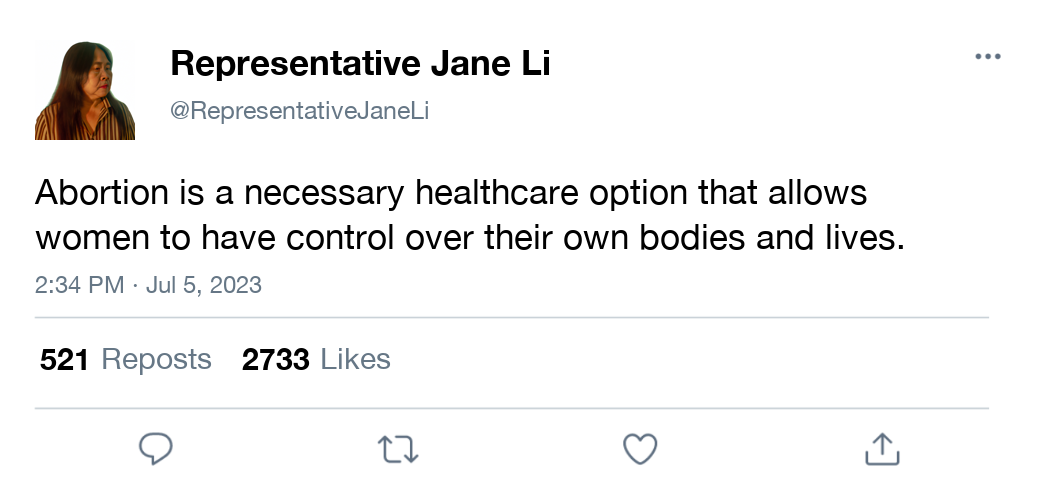 Representative Jane Li
@RepresentativeJaneLi
Abortion is a necessary healthcare option that allows
women to have control over their own bodies and lives.
2:34 PM · Jul 5, 2023
521 Reposts 2733 Likes